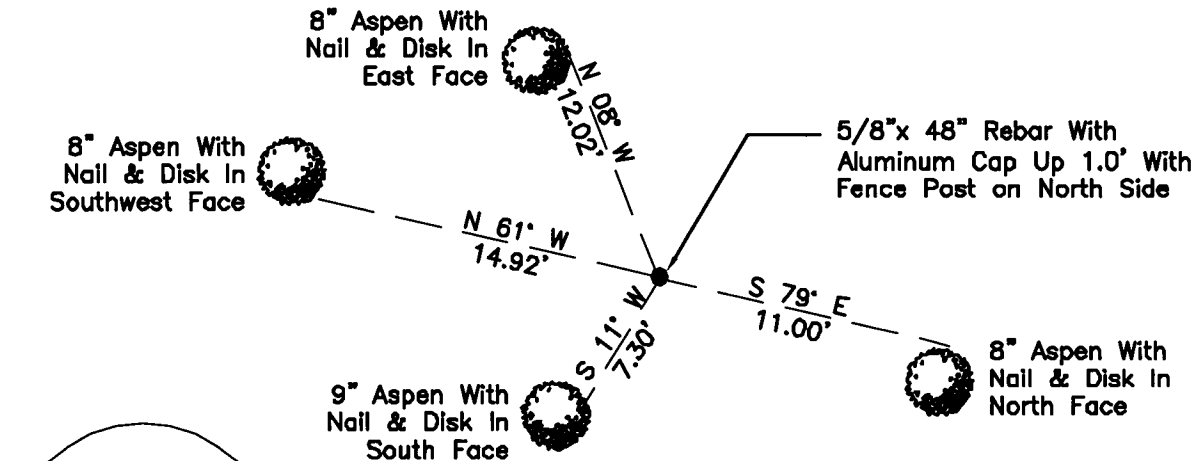 8" Aspen With
Nail & Disk In
East Face
N 08° W
12.02'
5/8"x 48" Rebar With
Aluminum Cap Up 1.0' With
Fence Post on North Side
8" Aspen With
Nail & Disk In
Southwest Face
N 61° W
14.92'
S 79° E
11.00'
S 11° W
7.30'
8" Aspen With
Nail & Disk In
North Face
9" Aspen With
Nail & Disk In
South Face